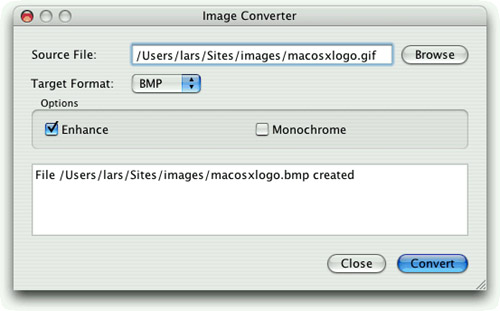 Image Converter
Source File: /Users/lars/Sites/images/macosxlogo.gif Browse
Target Format: BMP
Options
Enhance Monochrome
File /Users/lars/Sites/images/macosxlogo.bmp created
Close Convert